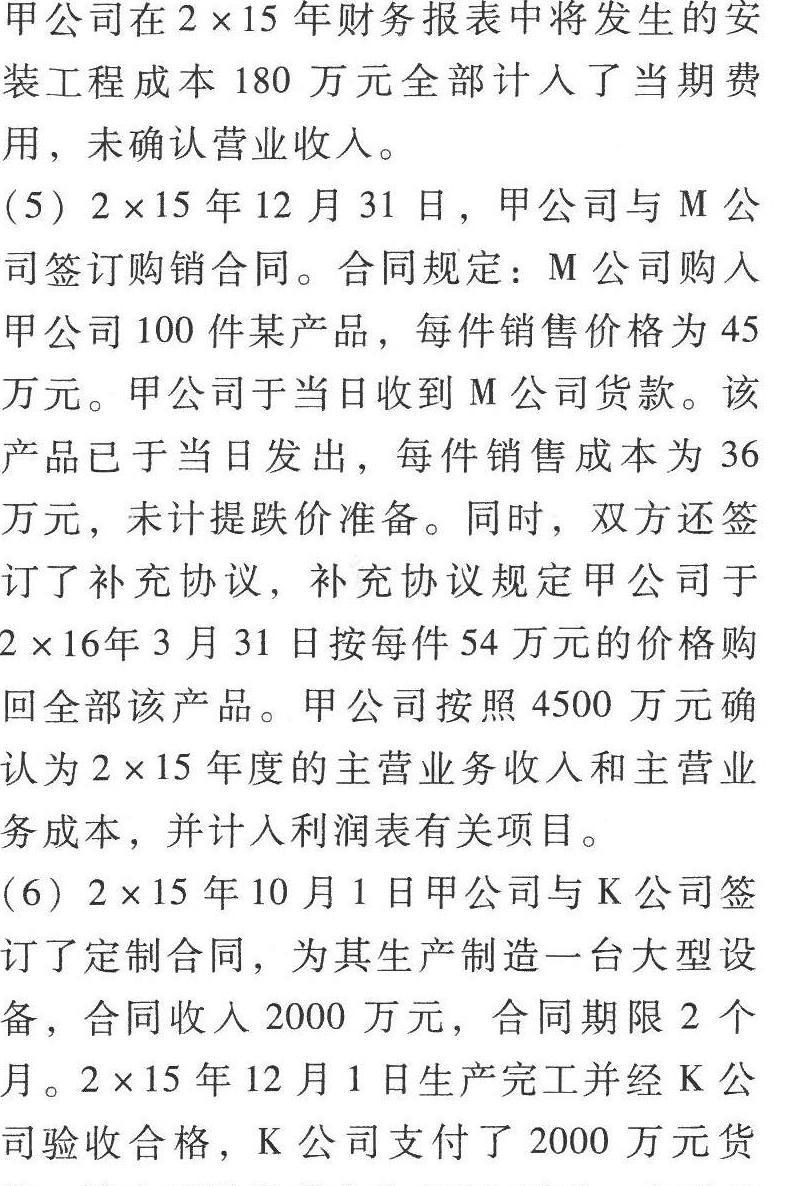 甲公司在 2 × 15 年财务报表中将发生的安
装工程成本 180 万元全部计入了当期费
用，未确认营业收入。
(5) 2 × 15 年 12 月 31 日，甲公司与 M 公
司签订购销合同。合同规定：M 公司购入
甲公司 100 件某产品，每件销售价格为 45
万元。甲公司于当日收到 M 公司货款。该
产品已于当日发出，每件销售成本为 36
万元，未计提跌价准备。同时，双方还签
订了补充协议，补充协议规定甲公司于
2 × 16年 3 月 31 日按每件 54 万元的价格购
回全部该产品。甲公司按照 4500 万元确
认为 2 × 15 年度的主营业务收入和主营业
务成本，并计入利润表有关项目。
(6) 2 × 15 年 10 月 1 日甲公司与 K 公司签
订了定制合同，为其生产制造一台大型设
备，合同收入 2000 万元，合同期限 2 个
月。2 × 15 年 12 月 1 日生产完工并经 K 公
司验收合格，K 公司支付了 2000 万元货